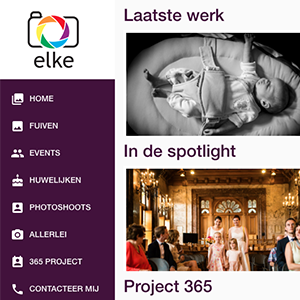 elke
HOME
FUIVEN
EVENTS
HUWELIJKEN
PHOTOSHOOTS
ALLERLEI
365 PROJECT
CONTACTEER MIJ
Laatste werk
In de spotlight
Project 365